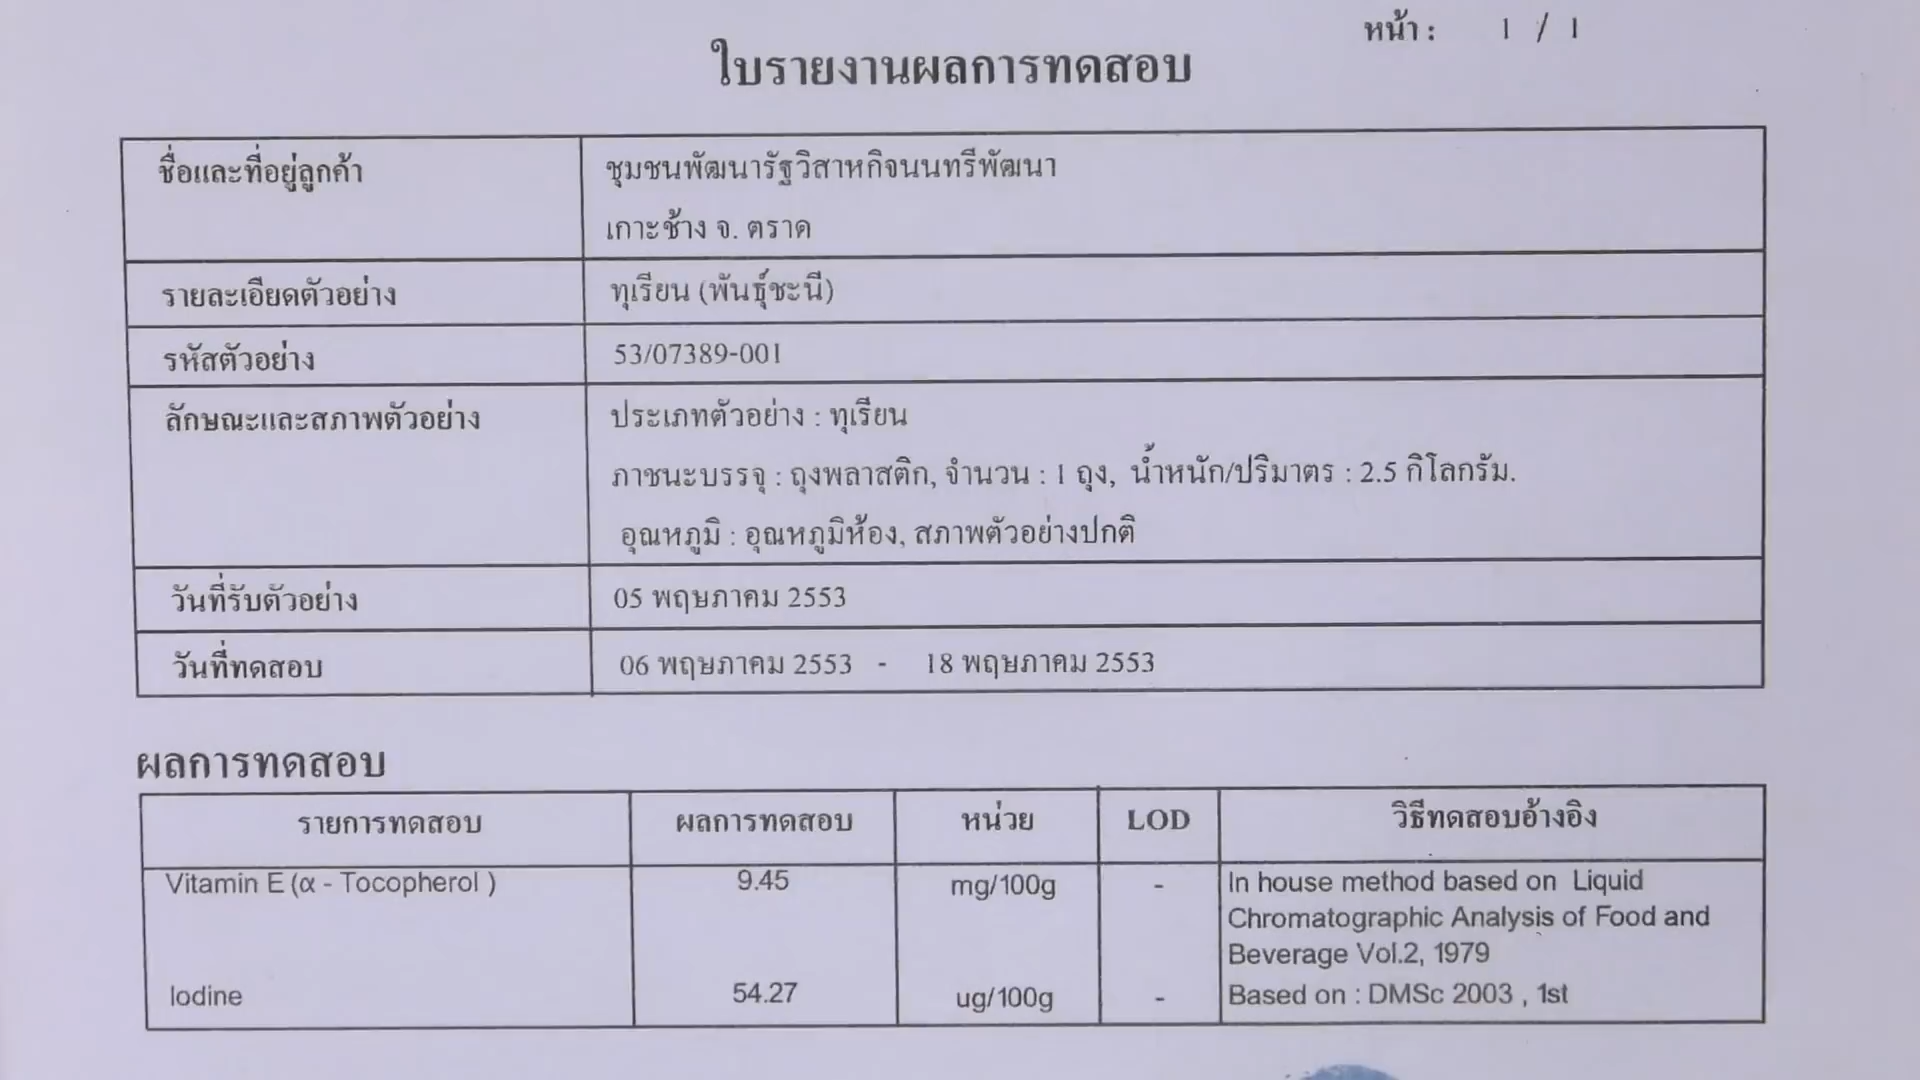 หน้า : 1 / 1
ใบรายงานผลการทดสอบ
ชื่อและที่อยู่ลูกค้า ชุมชนพัฒนารัฐวิสาหกิจนนทรีพัฒนา
เกาะช้าง จ. ตราด
รายละเอียดตัวอย่าง ทุเรียน (พันธุ์ชะนี)
รหัสตัวอย่าง 53/07389-001
ลักษณะและสภาพตัวอย่าง ประเภทตัวอย่าง : ทุเรียน
ภาชนะบรรจุ : ถุงพลาสติก, จำนวน : 1 ถุง, น้ำหนัก/ปริมาตร : 2.5 กิโลกรัม.
อุณหภูมิ : อุณหภูมิห้อง, สภาพตัวอย่างปกติ
วันที่รับตัวอย่าง 05 พฤษภาคม 2553
วันที่ทดสอบ 06 พฤษภาคม 2553 - 18 พฤษภาคม 2553
ผลการทดสอบ
รายการทดสอบ ผลการทดสอบ หน่วย LOD วิธีทดสอบอ้างอิง
Vitamin E (α - Tocopherol ) 9.45 mg/100g - In house method based on Liquid
Chromatographic Analysis of Food and
Beverage Vol.2, 1979
Iodine 54.27 ug/100g - Based on : DMSc 2003 , 1st